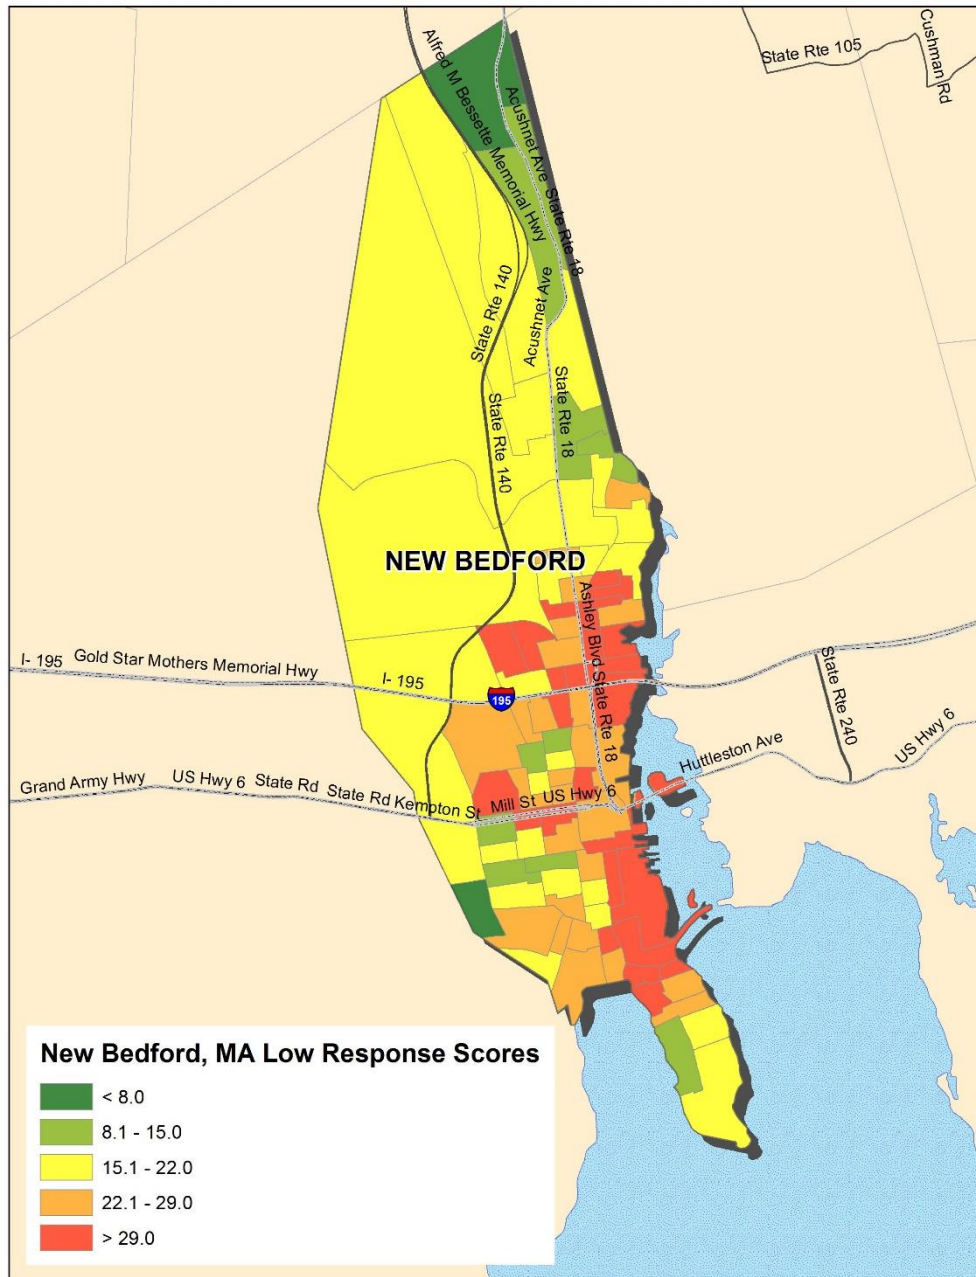 State Rte 105
Cushman Rd
Alfred M Bessette Memorial Hwy
Acushnet Ave State Rte 18
State Rte 140
Acushnet Ave
State Rte 140
State Rte 18
NEW BEDFORD
Ashley Blvd State Rte 18
I- 195 Gold Star Mothers Memorial Hwy
I- 195
195
State Rte 240
US Hwy 6
Huttleston Ave
Grand Army Hwy US Hwy 6 State Rd State Rd Kempton St Mill St US Hwy 6
New Bedford, MA Low Response Scores
< 8.0
8.1 - 15.0
15.1 - 22.0
22.1 - 29.0
> 29.0